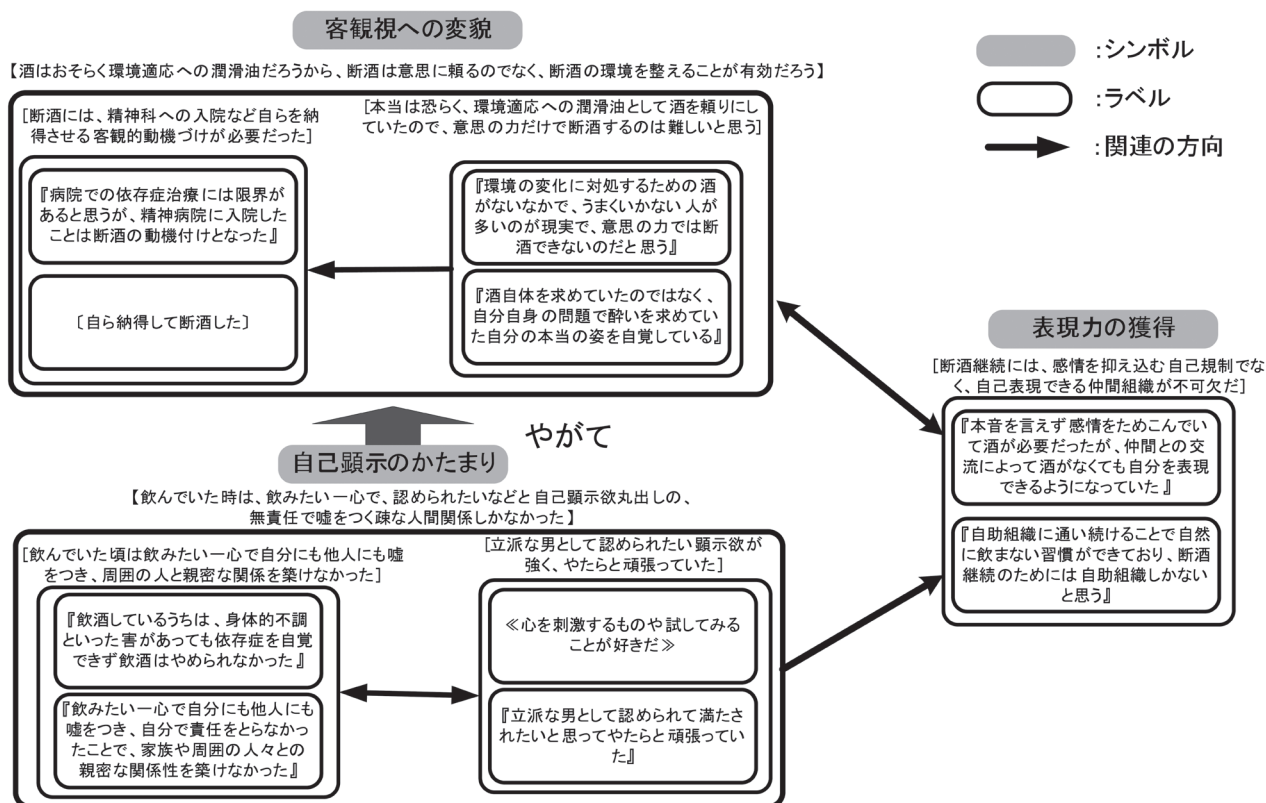 客観視への変貌
【酒はおそらく環境適応への潤滑油だろうから、断酒は意思に頼るのでなく、断酒の環境を整えることが有効だろう】
[断酒には、精神科への入院など自らを納
得させる客観的動機づけが必要だった]
『病院での依存症治療には限界が
あると思うが、精神病院に入院した
ことは断酒の動機付けとなった』
〔自ら納得して断酒した〕
[本当は恐らく、環境適応への潤滑油として酒を頼りにし
ていたので、意思の力だけで断酒するのは難しいと思う]
『環境の変化に対処するための酒
がないなかで、うまくいかない人が
多いのが現実で、意思の力では断
酒できないのだと思う』
『酒自体を求めていたのではなく、
自分自身の問題で酔いを求めてい
た自分の本当の姿を自覚している』
:シンボル
:ラベル
:関連の方向
表現力の獲得
[断酒継続には、感情を抑え込む自己規制でな
く、自己表現できる仲間組織が不可欠だ]
『本音を言えず感情をためこんでい
て酒が必要だったが、仲間との交
流によって酒がなくても自分を表現
できるようになっていた』
『自助組織に通い続けることで自然
に飲まない習慣ができており、断酒
継続のためには自助組織しかない
と思う』
やがて
自己顕示のかたまり
【飲んでいた時は、飲みたい一心で、認められたいなどと自己顕示欲丸出しの、
無責任で嘘をつく疎な人間関係しかなかった】
[飲んでいた頃は飲みたい一心で自分にも他人にも嘘
をつき、周囲の人と親密な関係を築けなかった]
『飲酒しているうちは、身体的不調
といった害があっても依存症を自覚
できず飲酒はやめられなかった』
『飲みたい一心で自分にも他人にも
嘘をつき、自分で責任をとらなかっ
たことで、家族や周囲の人々との
親密な関係性を築けなかった』
[立派な男として認められたい顕示欲が
強く、やたらと頑張っていた]
≪心を刺激するものや試してみる
ことが好きだ≫
『立派な男として認められて満たさ
れたいと思ってやたらと頑張ってい
た』